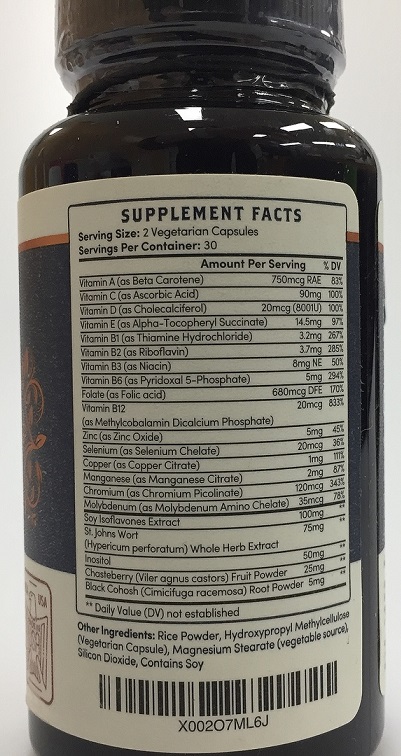 SUPPLEMENT FACTS
Serving Size: 2 Vegetarian Capsules
Servings Per Container: 30
Amount Per Serving % DV
Vitamin A (as Beta Carotene) 750mcg RAE 83%
Vitamin C (as Ascorbic Acid) 90mg 100%
Vitamin D (as Cholecalciferol) 20mcg (800IU) 100%
Vitamin E (as Alpha-Tocopheryl Succinate) 14.5mg 97%
Vitamin B1 (as Thiamine Hydrochloride) 3.2mg 267%
Vitamin B2 (as Riboflavin) 3.7mg 285%
Vitamin B3 (as Niacin) 8mg NE 50%
Vitamin B6 (as Pyridoxal 5-Phosphate) 5mg 294%
Folate (as Folic acid) 680mcg DFE 170%
Vitamin B12 20mcg 833%
(as Methylcobalamin Dicalcium Phosphate)
Zinc (as Zinc Oxide) 5mg 45%
Selenium (as Selenium Chelate) 20mcg 36%
Copper (as Copper Citrate) 1mg 111%
Manganese (as Manganese Citrate) 2mg 87%
Chromium (as Chromium Picolinate) 120mcg 343%
Molybdenum (as Molybdenum Amino Chelate) 35mcg 78%
Soy Isoflavones Extract 100mg **
St. Johns Wort 75mg **
(Hypericum perforatum) Whole Herb Extract
Inositol 50mg **
Chasteberry (Viler agnus castors) Fruit Powder 25mg **
Black Cohosh (Cimicifuga racemosa) Root Powder 5mg **
** Daily Value (DV) not established
Other Ingredients: Rice Powder, Hydroxypropyl Methylcellulose
(Vegetarian Capsule), Magnesium Stearate (vegetable source),
Silicon Dioxide, Contains Soy
X002O7ML6J
USA